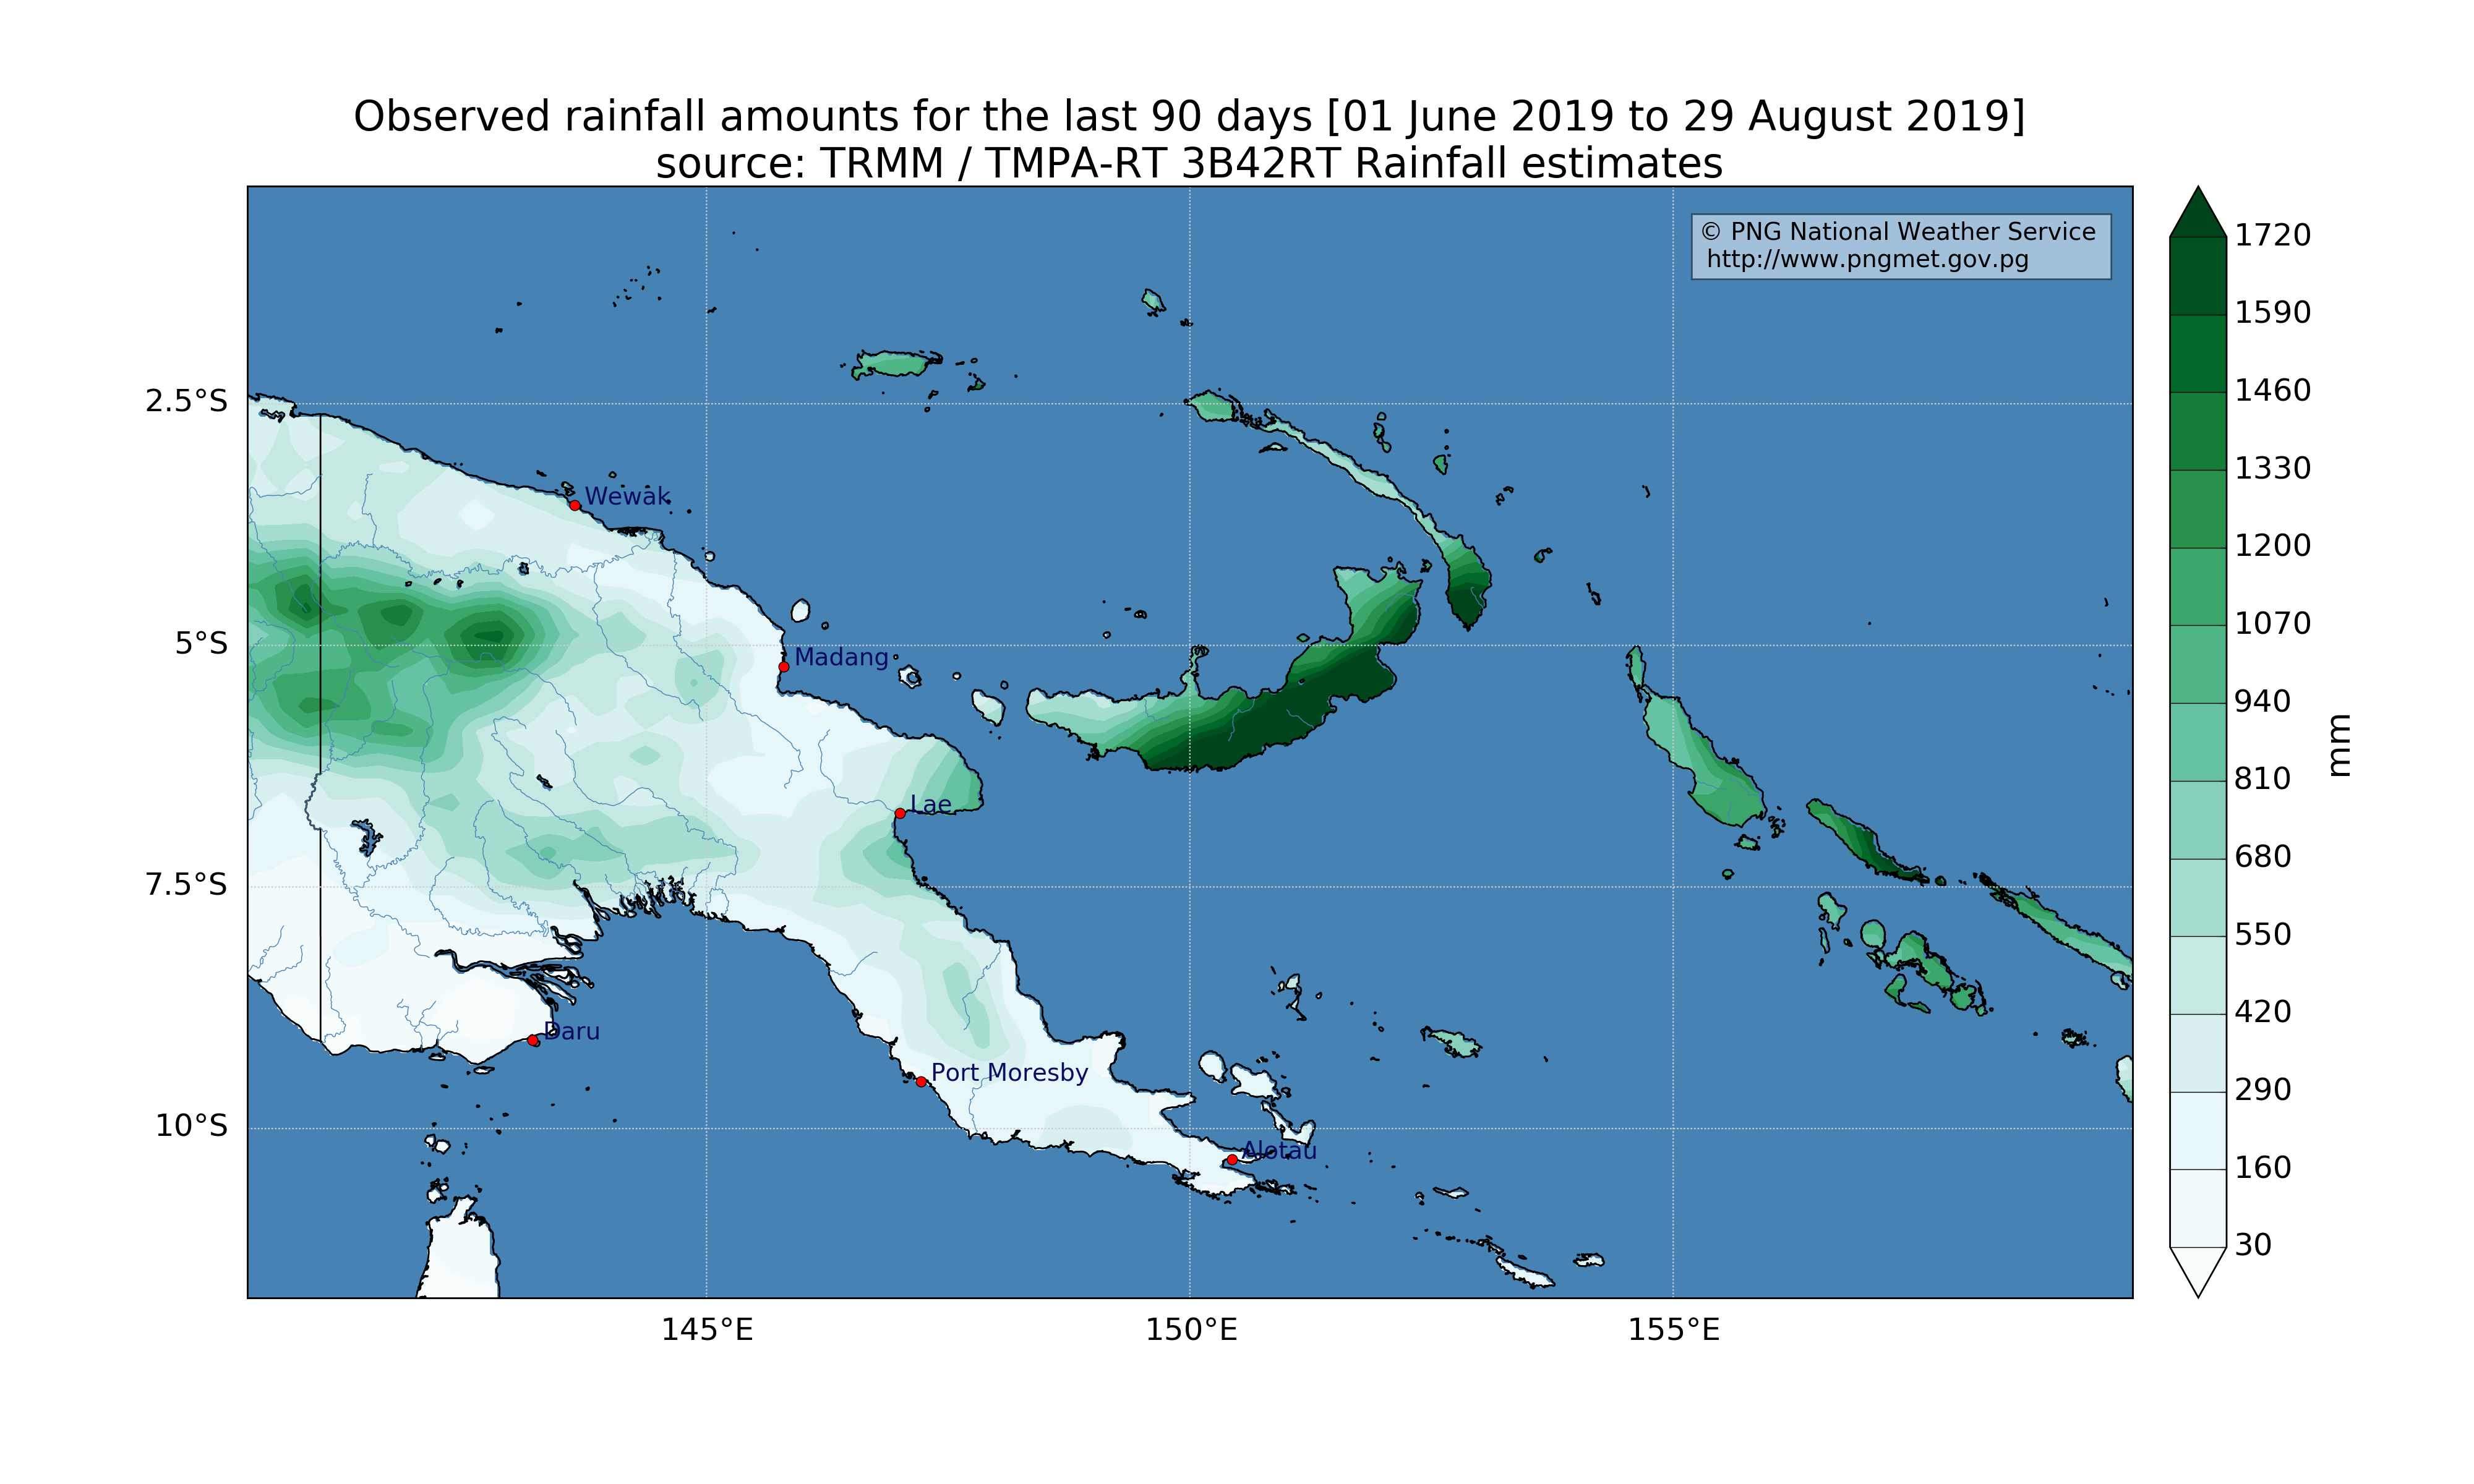 Observed rainfall amounts for the last 90 days [01 June 2019 to 29 August 2019]
source: TRMM / TMPA-RT 3B42RT Rainfall estimates
© PNG National Weather Service
http://www.pngmet.gov.pg
1720
1590
1460
1330
1200
1070
940
810
680
550
420
290
160
30
mm
2.5°S
5°S
7.5°S
10°S
Wewak
Madang
Lae
Daru
Port Moresby
Alotau
145°E
150°E
155°E